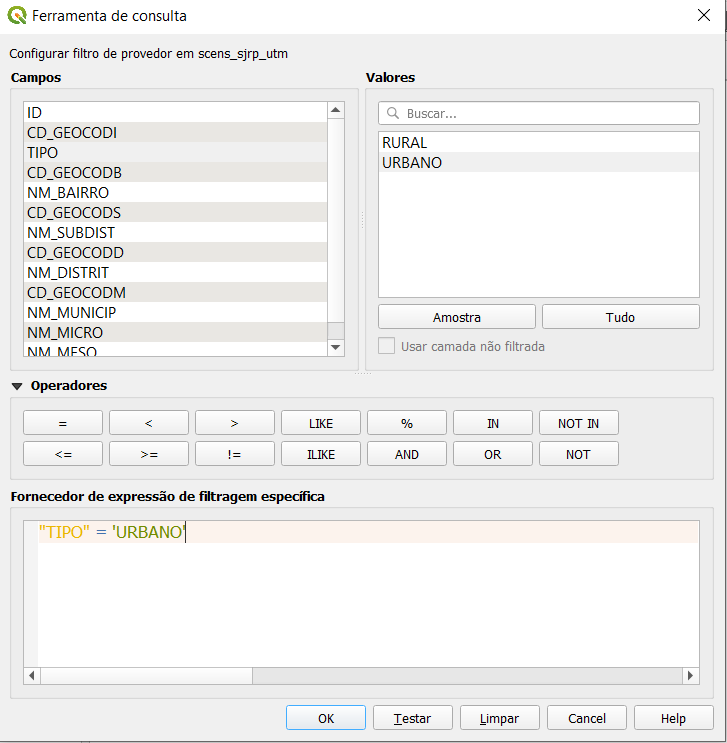 Ferramenta de consulta
Configurar filtro de provedor em scens_sjrp_utm
Campos
ID
CD_GEOCODI
TIPO
CD_GEOCODB
NM_BAIRRO
CD_GEOCODS
NM_SUBDIST
CD_GEOCODD
NM_DISTRIT
CD_GEOCODM
NM_MUNICIP
NM_MICRO
NM_MESO
Valores
Buscar...
RURAL
URBANO
Amostra Tudo
Usar camada não filtrada
Operadores
= < > LIKE % IN NOT IN
<= >= != ILIKE AND OR NOT
Fornecedor de expressão de filtragem específica
"TIPO" = 'URBANO'
OK Testar Limpar Cancel Help